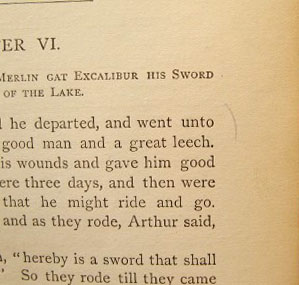 ER VI.
MERLIN GAT EXCALIBUR HIS SWORD
OF THE LAKE.
he departed, and went unto
good man and a great leech.
is wounds and gave him good
ere three days, and then were
that he might ride and go.
and as they rode, Arthur said,
"hereby is a sword that shall
So they rode till they came